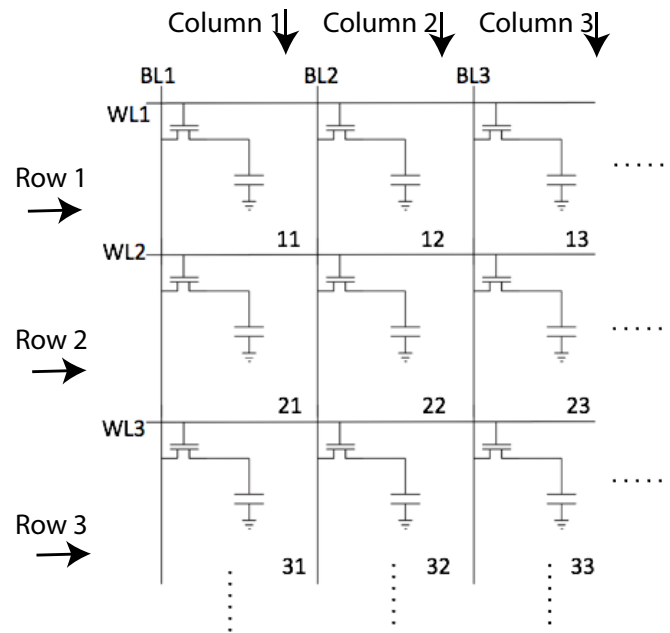 Column 1 Column 2 Column 3
BL1 BL2 BL3
WL1
Row 1
11 12 13
WL2
Row 2
21 22 23
WL3
Row 3
31 32 33